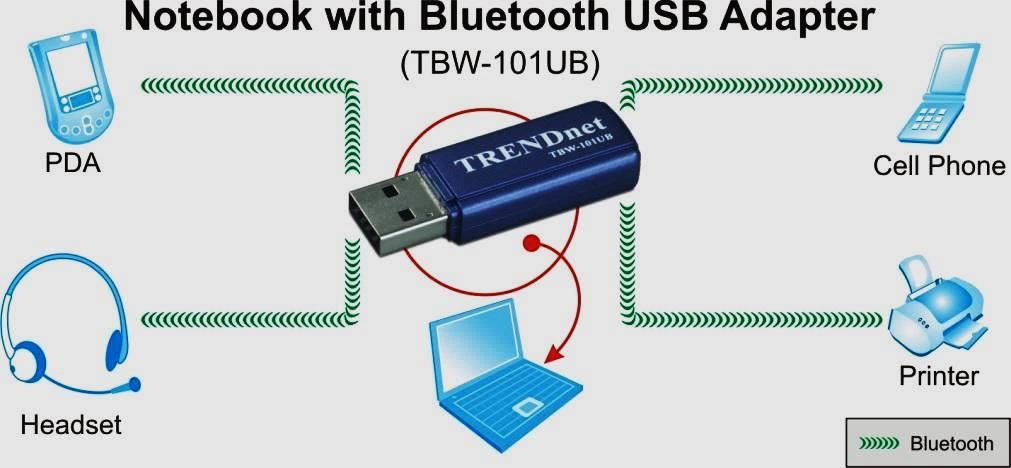 Notebook with Bluetooth USB Adapter
(TBW-101UB)
TRENDnet
TBW-101UB
PDA
Cell Phone
Headset
Printer
Bluetooth